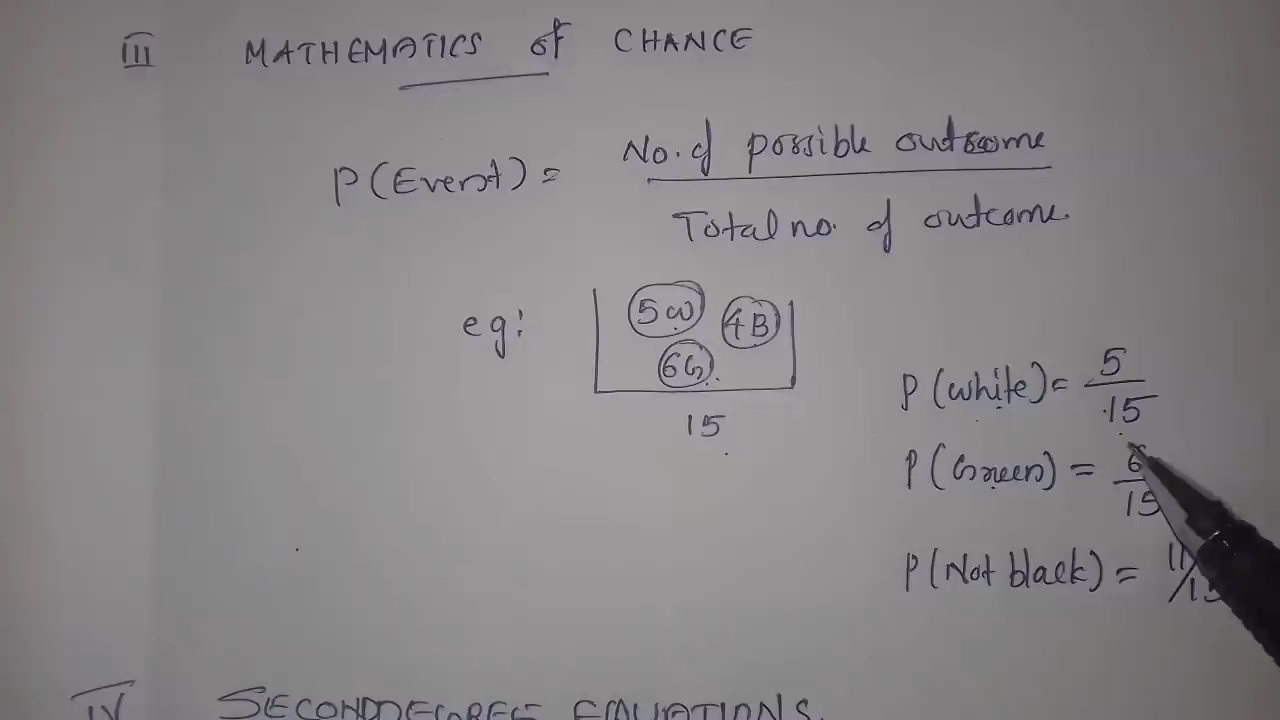 III MATHEMATICS of CHANCE
P(Event) = No. of possible outcome
Total no. of outcome.
eg: 5W 4B
6G
15
P(white) = 5/15
P(Green) = 6/15
P(Not black) = 11/15
IV SECOND DEGREE EQUATIONS.